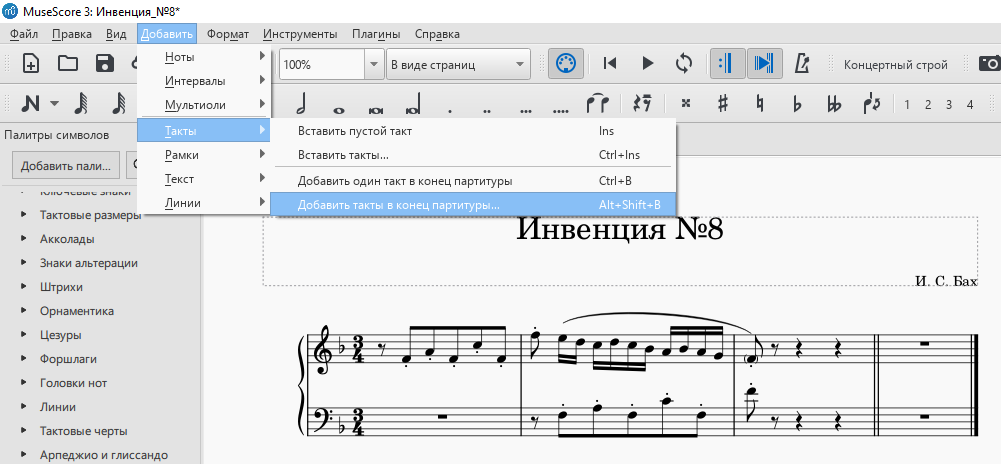 MuseScore 3: Инвенция_№8*
Файл Правка Вид Добавить Формат Инструменты Плагины Справка
100% В виде страниц Концертный строй
1 2 3 4
Палитры символов
Добавить пали...
Ноты
Интервалы
Мультиоли
Такты
Рамки
Текст
Линии
Вставить пустой такт Ins
Вставить такты... Ctrl+Ins
Добавить один такт в конец партитуры Ctrl+B
Добавить такты в конец партитуры... Alt+Shift+B
Ключевые знаки
Тактовые размеры
Акколады
Знаки альтерации
Штрихи
Орнаментика
Цезуры
Форшлаги
Головки нот
Линии
Тактовые черты
Арпеджио и глиссандо
Инвенция №8
И. С. Бах
3
4
3
4